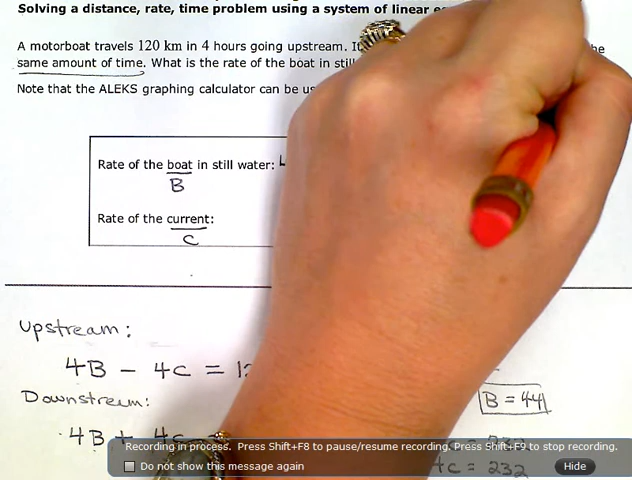 Solving a distance, rate, time problem using a system of linear
A motorboat travels 120 km in 4 hours going upstream. It
same amount of time. What is the rate of the boat in still
Note that the ALEKS graphing calculator can be
Rate of the boat in still water:
B
Rate of the current:
C
Upstream:
4B - 4C =
B = 44
Downstream:
4B + 4C
Recording in process. Press Shift+F8 to pause/resume recording. Press Shift+F9 to stop recording.
Do not show this message again
4C = 232
Hide